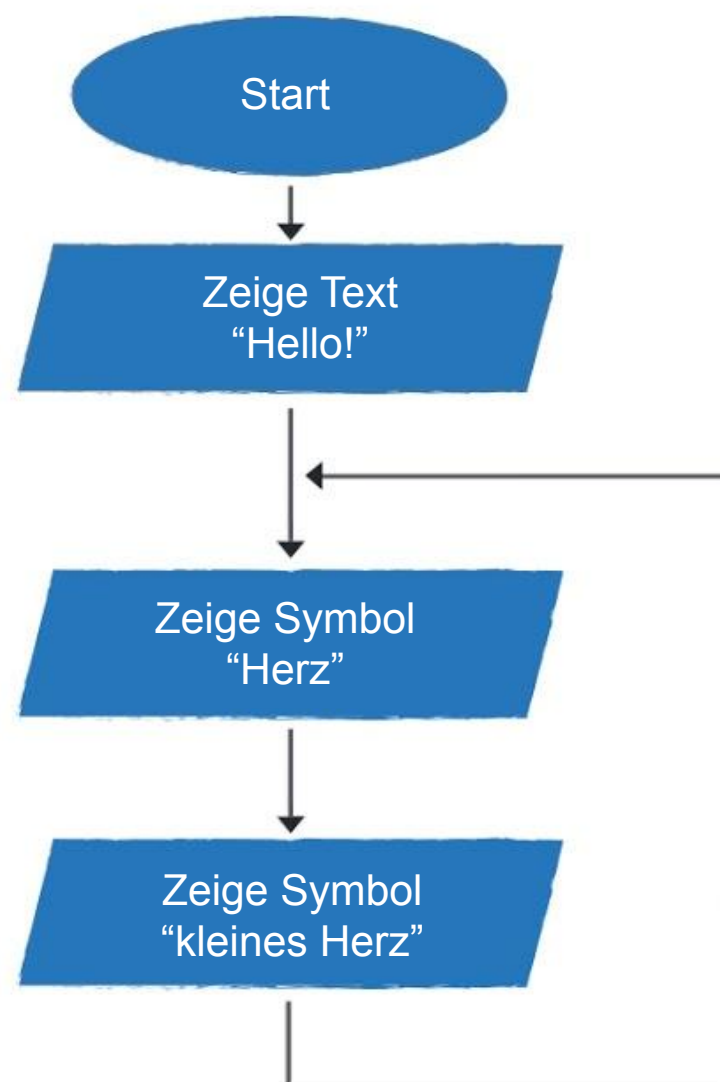 Start
Zeige Text
“Hello!”
Zeige Symbol
“Herz”
Zeige Symbol
“kleines Herz”